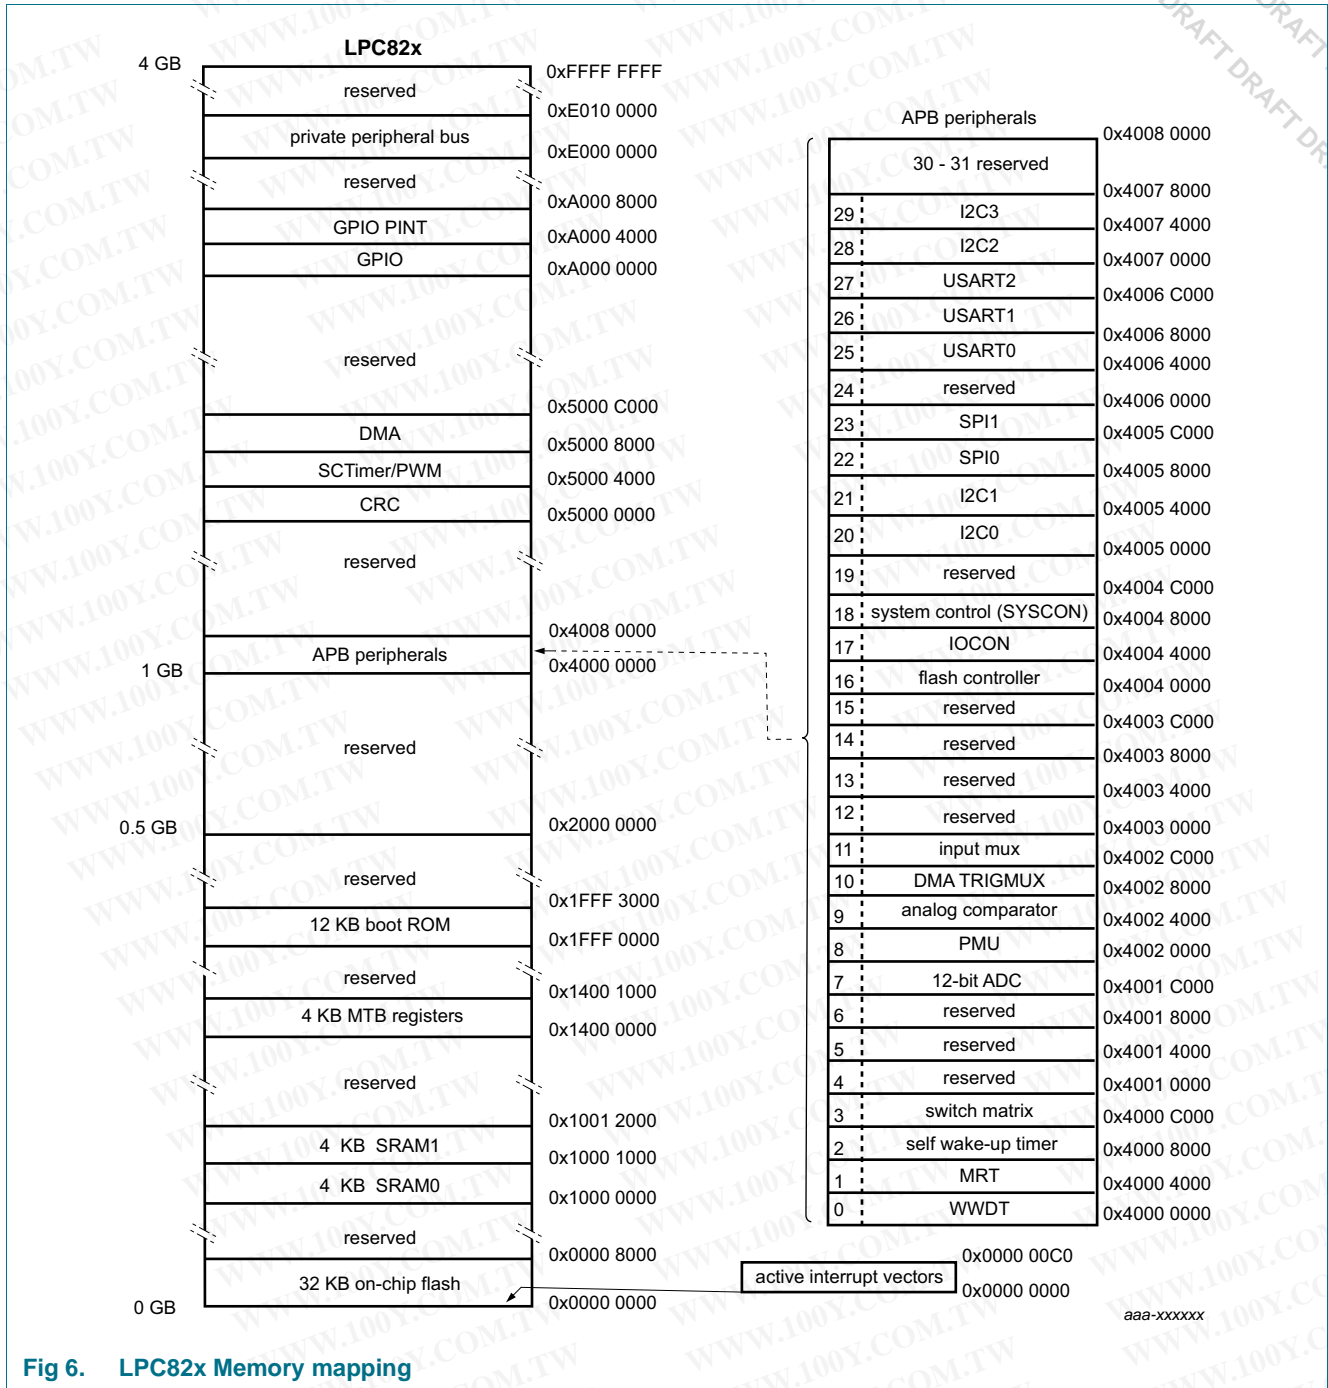 LPC82x
4 GB
0xFFFF FFFF
reserved
0xE010 0000
private peripheral bus
0xE000 0000
reserved
0xA000 8000
GPIO PINT
0xA000 4000
GPIO
0xA000 0000
reserved
0x5000 C000
DMA
0x5000 8000
SCTimer/PWM
0x5000 4000
CRC
0x5000 0000
reserved
0x4008 0000
APB peripherals
1 GB
0x4000 0000
reserved
0.5 GB
0x2000 0000
reserved
0x1FFF 3000
12 KB boot ROM
0x1FFF 0000
reserved
0x1400 1000
4 KB MTB registers
0x1400 0000
reserved
0x1001 2000
4 KB SRAM1
0x1000 1000
4 KB SRAM0
0x1000 0000
reserved
0x0000 8000
32 KB on-chip flash
0 GB
0x0000 0000
APB peripherals
0x4008 0000
30 - 31 reserved
0x4007 8000
29 I2C3
0x4007 4000
28 I2C2
0x4007 0000
27 USART2
0x4006 C000
26 USART1
0x4006 8000
25 USART0
0x4006 4000
24 reserved
0x4006 0000
23 SPI1
0x4005 C000
22 SPI0
0x4005 8000
21 I2C1
0x4005 4000
20 I2C0
0x4005 0000
19 reserved
0x4004 C000
18 system control (SYSCON)
0x4004 8000
17 IOCON
0x4004 4000
16 flash controller
0x4004 0000
15 reserved
0x4003 C000
14 reserved
0x4003 8000
13 reserved
0x4003 4000
12 reserved
0x4003 0000
11 input mux
0x4002 C000
10 DMA TRIGMUX
0x4002 8000
9 analog comparator
0x4002 4000
8 PMU
0x4002 0000
7 12-bit ADC
0x4001 C000
6 reserved
0x4001 8000
5 reserved
0x4001 4000
4 reserved
0x4001 0000
3 switch matrix
0x4000 C000
2 self wake-up timer
0x4000 8000
1 MRT
0x4000 4000
0 WWDT
0x4000 0000
0x0000 00C0
active interrupt vectors
0x0000 0000
aaa-xxxxxx
Fig 6. LPC82x Memory mapping
WWW.100Y.COM.TW
DRAFT DRAFT